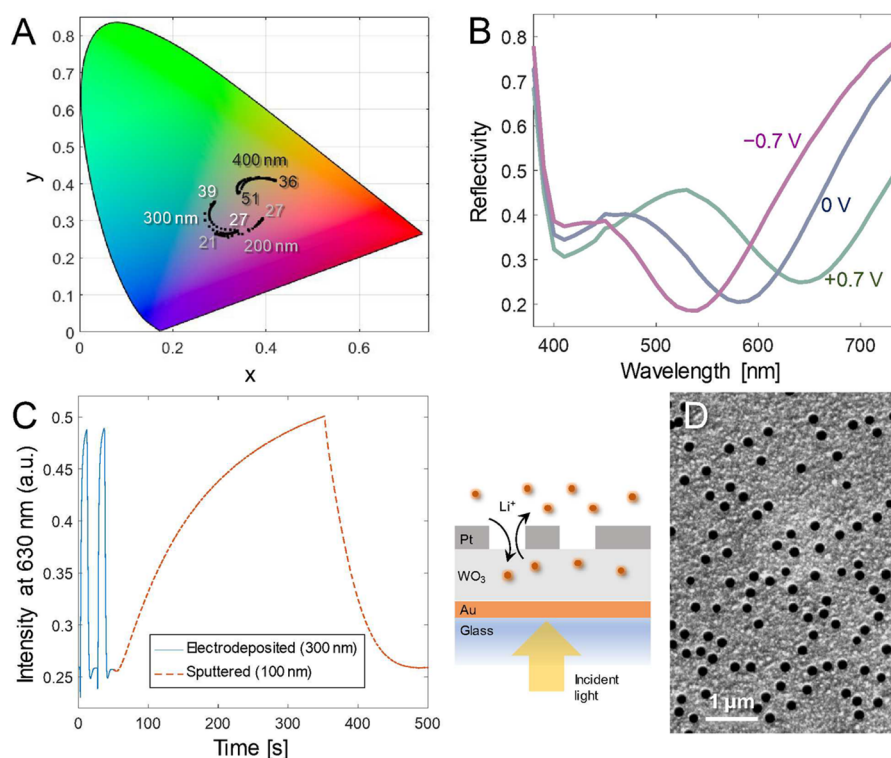 A
0.8
0.7
0.6
0.5
0.4
0.3
0.2
0.1
0
y
400 nm
39
36
51
300 nm
27
27
21
200 nm
0
0.2
0.4
0.6
x
B
0.8
0.7
0.6
0.5
0.4
0.3
0.2
Reflectivity
−0.7 V
0 V
+0.7 V
400
500
600
700
Wavelength [nm]
C
0.5
0.45
0.4
0.35
0.3
0.25
Intensity at 630 nm (a.u.)
Electrodeposited (300 nm)
Sputtered (100 nm)
0
100
200
300
400
500
Time [s]
Li⁺
Pt
WO₃
Au
Glass
Incident
light
D
1 µm